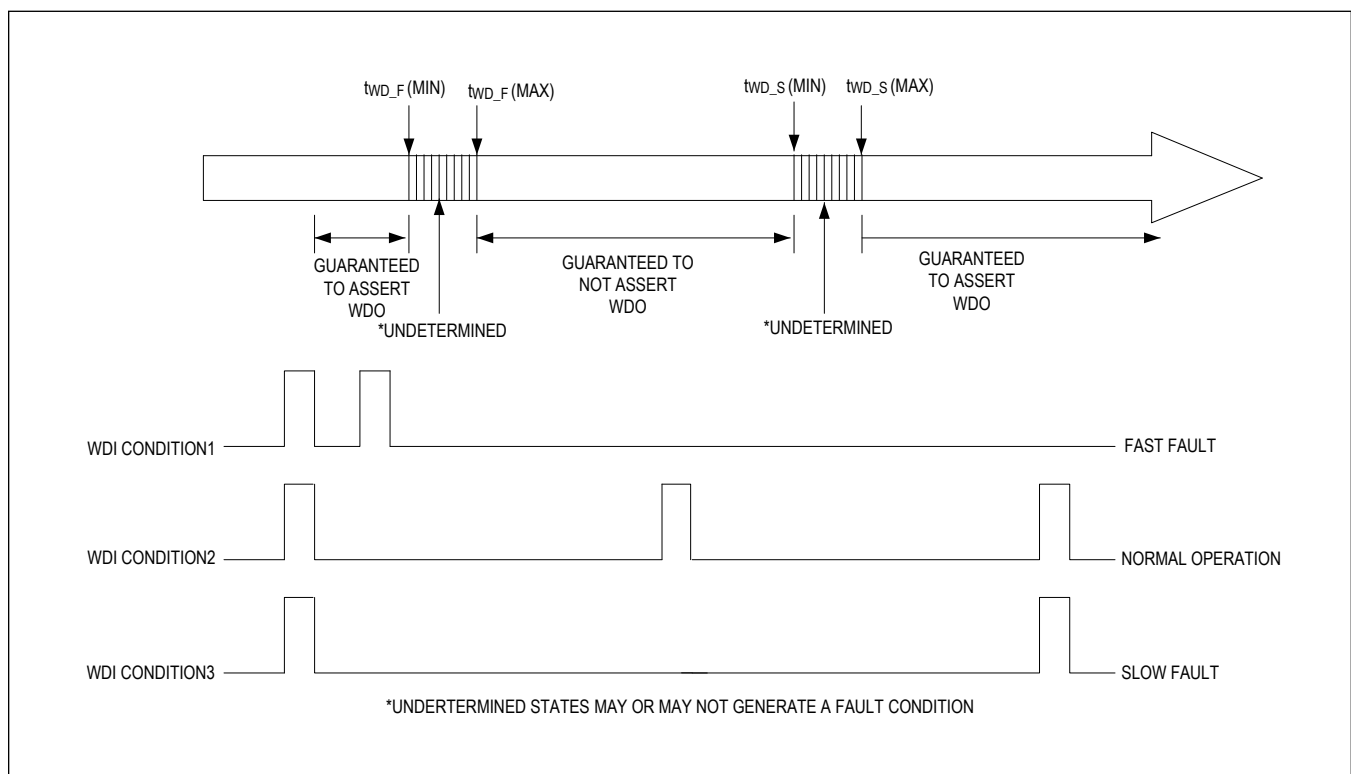 tWD_F (MIN)
tWD_F (MAX)
tWD_S (MIN)
tWD_S (MAX)
GUARANTEED
TO ASSERT
WDO
*UNDETERMINED
GUARANTEED TO
NOT ASSERT
WDO
*UNDETERMINED
GUARANTEED
TO ASSERT
WDO
WDI CONDITION1
FAST FAULT
WDI CONDITION2
NORMAL OPERATION
WDI CONDITION3
SLOW FAULT
*UNDERTERMINED STATES MAY OR MAY NOT GENERATE A FAULT CONDITION